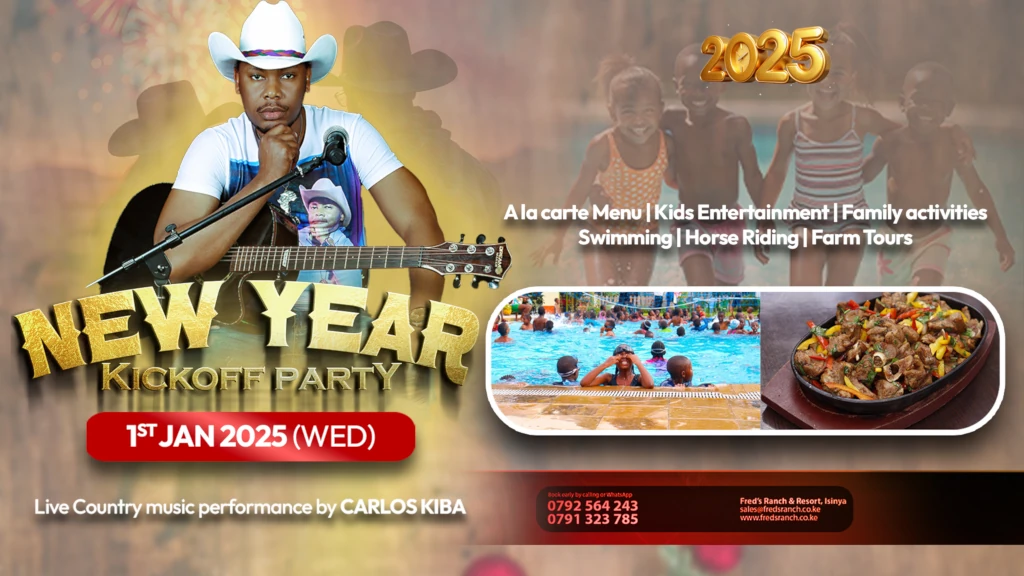 2025
A la carte Menu | Kids Entertainment | Family activities
Swimming | Horse Riding | Farm Tours
NEW YEAR
KICKOFF PARTY
1ST JAN 2025 (WED)
Live Country music performance by CARLOS KIBA
Book early by calling or WhatsApp
0792 564 243
0791 323 785
Fred's Ranch & Resort, Isinya
sales@fredsranch.co.ke
www.fredsranch.co.ke